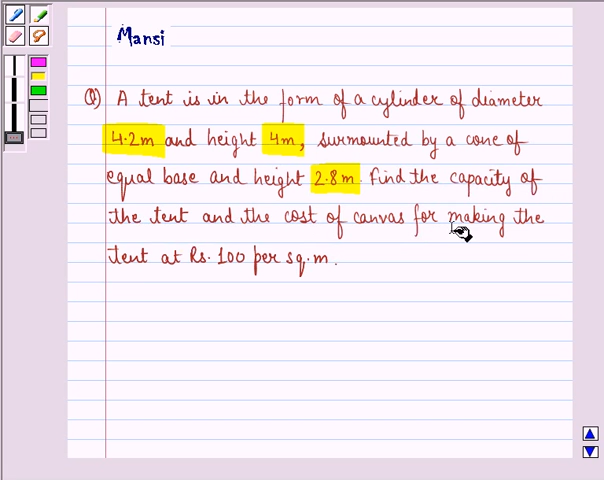 Mansi
Q) A tent is in the form of a cylinder of diameter
4.2m and height 4m, surmounted by a cone of
equal base and height 2.8m. Find the capacity of
the tent and the cost of canvas for making the
tent at Rs. 100 per sq.m.